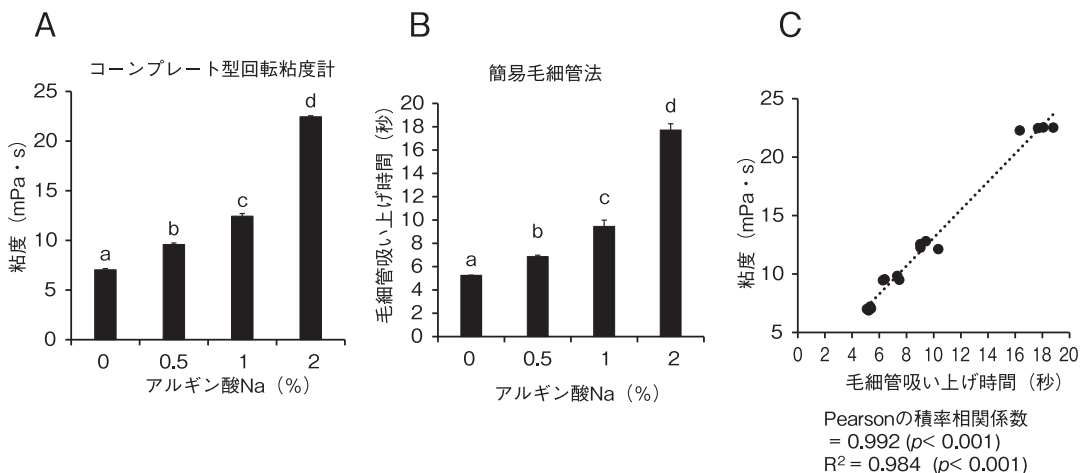 A
コーンプレート型回転粘度計
粘度（mPa・s）
25
20
15
10
5
0
a
b
c
d
0
0.5
1
2
アルギン酸Na（%）
B
簡易毛細管法
毛細管吸い上げ時間（秒）
20
18
16
14
12
10
8
6
4
2
0
a
b
c
d
0
0.5
1
2
アルギン酸Na（%）
C
粘度（mPa・s）
25
20
15
10
5
0 2 4 6 8 10 12 14 16 18 20
毛細管吸い上げ時間（秒）
Pearsonの積率相関係数
= 0.992 (p< 0.001)
R² = 0.984 (p< 0.001)